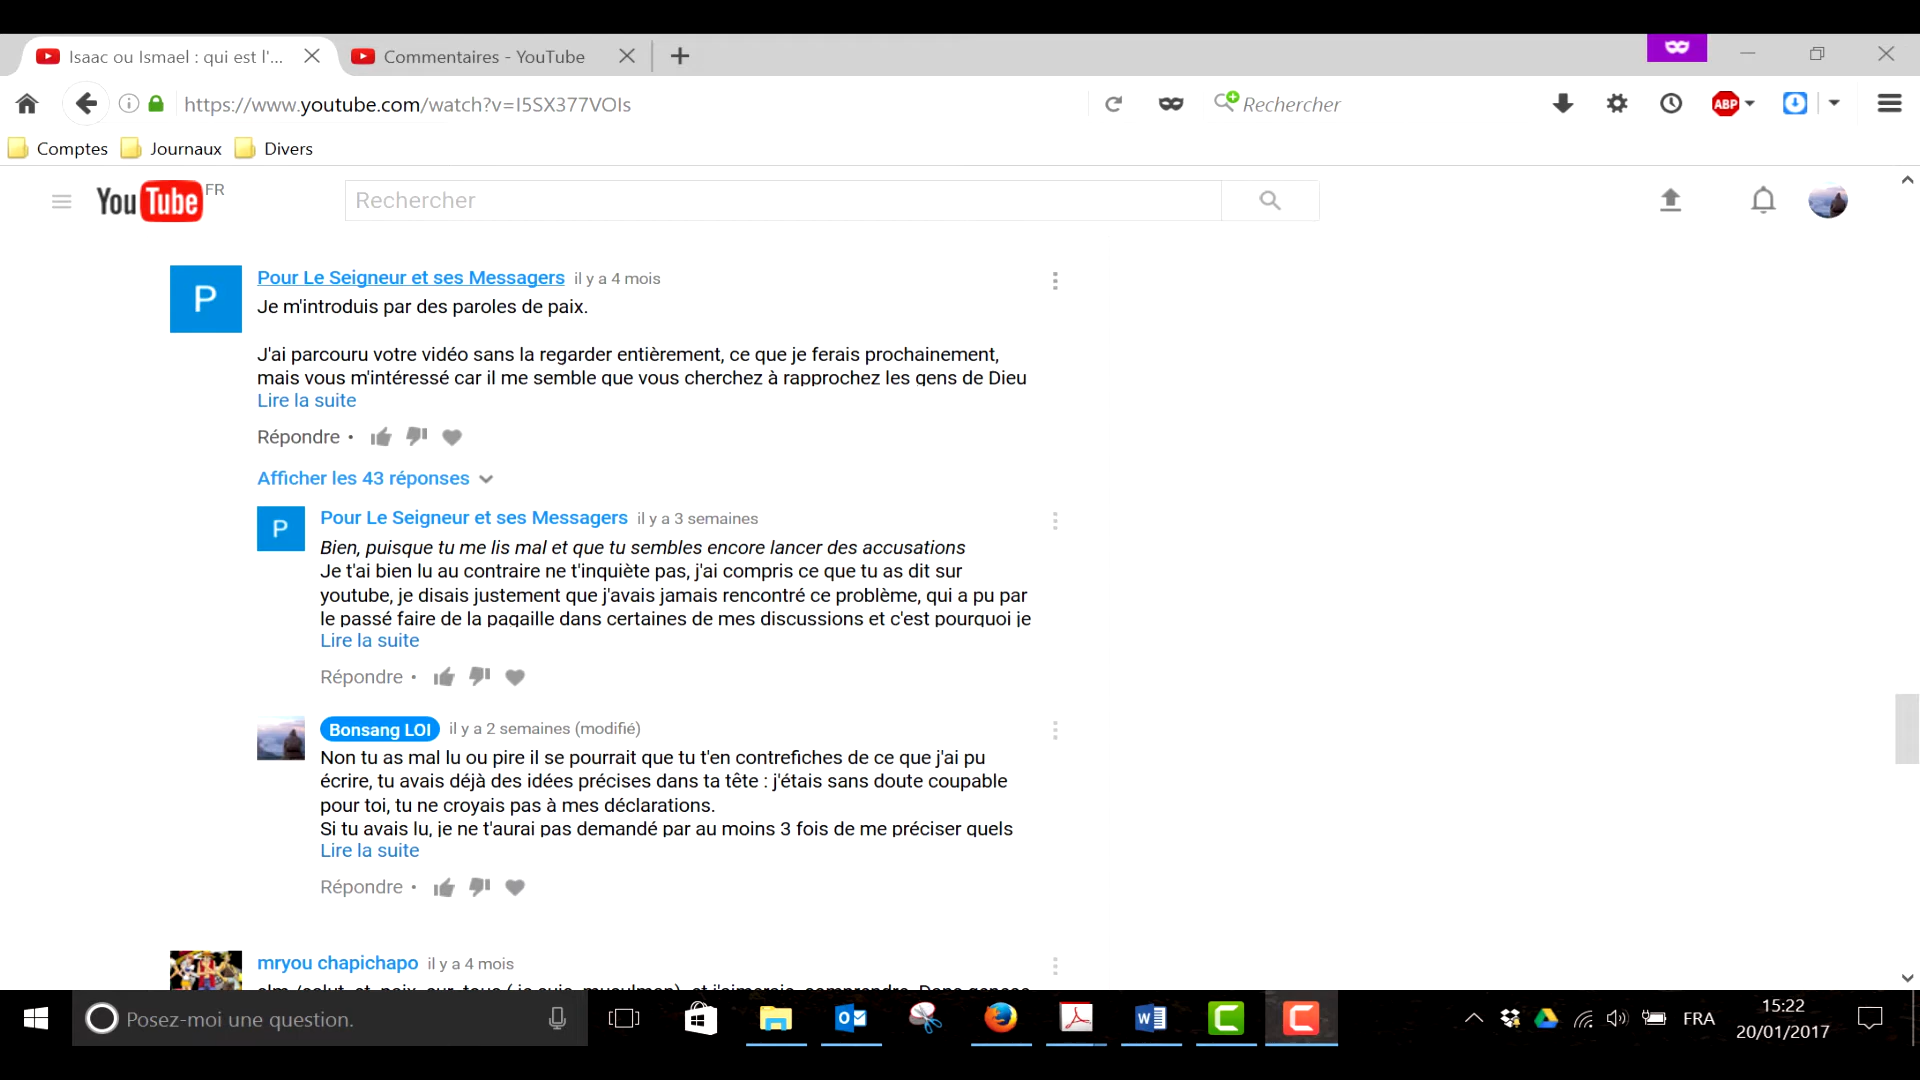 Isaac ou Ismael : qui est l'...
Commentaires - YouTube
https://www.youtube.com/watch?v=I5SX377VOIs
Rechercher
ABP
Comptes
Journaux
Divers
YouTube FR
Rechercher
P
Pour Le Seigneur et ses Messagers il y a 4 mois
Je m'introduis par des paroles de paix.
J'ai parcouru votre vidéo sans la regarder entièrement, ce que je ferais prochainement,
mais vous m'intéressé car il me semble que vous cherchez à rapprochez les gens de Dieu
Lire la suite
Répondre •
Afficher les 43 réponses
P
Pour Le Seigneur et ses Messagers il y a 3 semaines
Bien, puisque tu me lis mal et que tu sembles encore lancer des accusations
Je t'ai bien lu au contraire ne t'inquiète pas, j'ai compris ce que tu as dit sur
youtube, je disais justement que j'avais jamais rencontré ce problème, qui a pu par
le passé faire de la pagaille dans certaines de mes discussions et c'est pourquoi je
Lire la suite
Répondre •
Bonsang LOI il y a 2 semaines (modifié)
Non tu as mal lu ou pire il se pourrait que tu t'en contrefiches de ce que j'ai pu
écrire, tu avais déjà des idées précises dans ta tête : j'étais sans doute coupable
pour toi, tu ne croyais pas à mes déclarations.
Si tu avais lu, je ne t'aurai pas demandé par au moins 3 fois de me préciser quels
Lire la suite
Répondre •
mryou chapichapo il y a 4 mois
Posez-moi une question.
FRA
15:22
20/01/2017